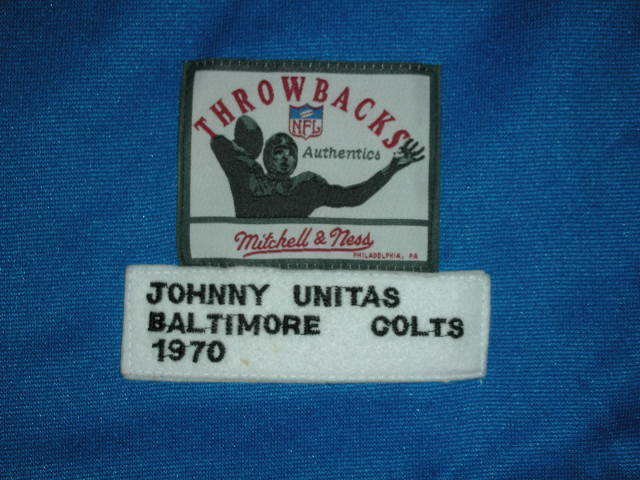 THROWBACKS
NFL
Authentics
Mitchell & Ness
PHILADELPHIA, PA
JOHNNY UNITAS
BALTIMORE COLTS
1970